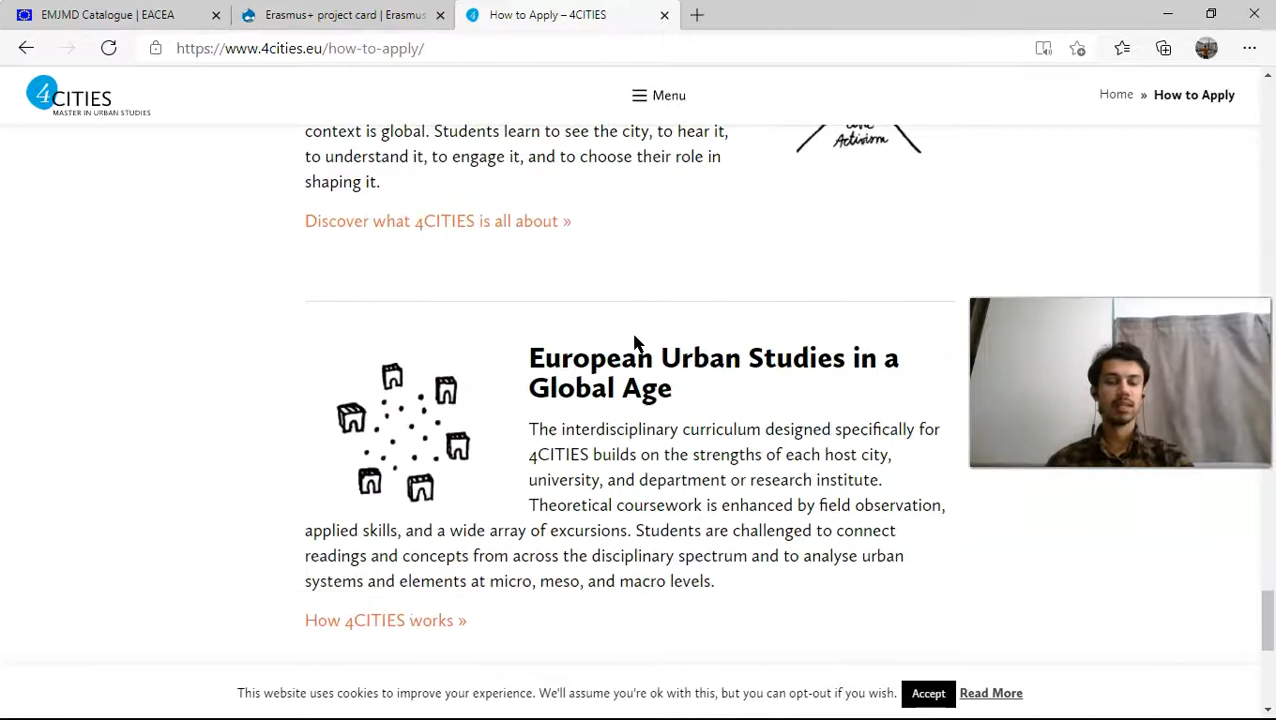 EMJMD Catalogue | EACEA
Erasmus+ project card | Erasmus
How to Apply – 4CITIES
https://www.4cities.eu/how-to-apply/
4CITIES
MASTER IN URBAN STUDIES
Menu
Home » How to Apply
context is global. Students learn to see the city, to hear it,
to understand it, to engage it, and to choose their role in
shaping it.
Activism
Discover what 4CITIES is all about »
European Urban Studies in a
Global Age
The interdisciplinary curriculum designed specifically for
4CITIES builds on the strengths of each host city,
university, and department or research institute.
Theoretical coursework is enhanced by field observation,
applied skills, and a wide array of excursions. Students are challenged to connect
readings and concepts from across the disciplinary spectrum and to analyse urban
systems and elements at micro, meso, and macro levels.
How 4CITIES works »
This website uses cookies to improve your experience. We'll assume you're ok with this, but you can opt-out if you wish. Accept Read More